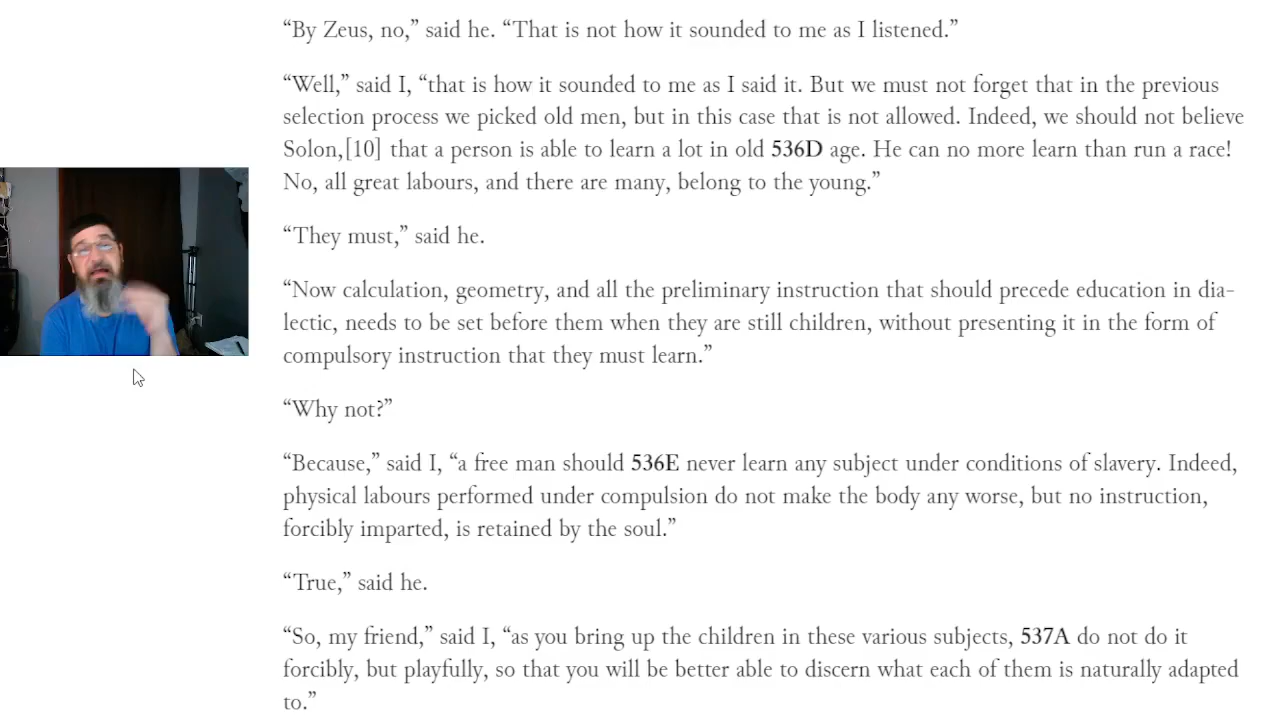 “By Zeus, no,” said he. “That is not how it sounded to me as I listened.”
“Well,” said I, “that is how it sounded to me as I said it. But we must not forget that in the previous
selection process we picked old men, but in this case that is not allowed. Indeed, we should not believe
Solon,[10] that a person is able to learn a lot in old 536D age. He can no more learn than run a race!
No, all great labours, and there are many, belong to the young.”
“They must,” said he.
“Now calculation, geometry, and all the preliminary instruction that should precede education in dia-
lectic, needs to be set before them when they are still children, without presenting it in the form of
compulsory instruction that they must learn.”
“Why not?”
“Because,” said I, “a free man should 536E never learn any subject under conditions of slavery. Indeed,
physical labours performed under compulsion do not make the body any worse, but no instruction,
forcibly imparted, is retained by the soul.”
“True,” said he.
“So, my friend,” said I, “as you bring up the children in these various subjects, 537A do not do it
forcibly, but playfully, so that you will be better able to discern what each of them is naturally adapted
to.”